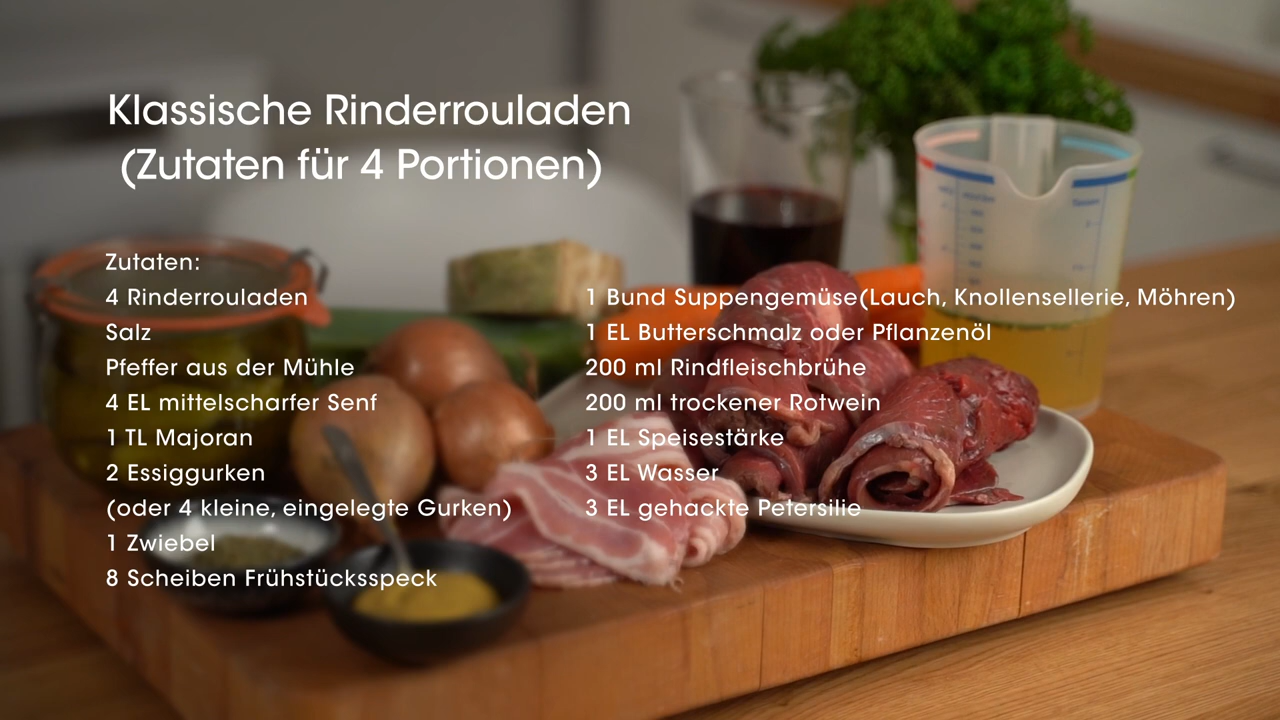 Klassische Rinderrouladen
(Zutaten für 4 Portionen)
Zutaten:
4 Rinderrouladen
Salz
Pfeffer aus der Mühle
4 EL mittelscharfer Senf
1 TL Majoran
2 Essiggurken
(oder 4 kleine, eingelegte Gurken)
1 Zwiebel
8 Scheiben Frühstücksspeck
1 Bund Suppengemüse(Lauch, Knollensellerie, Möhren)
1 EL Butterschmalz oder Pflanzenöl
200 ml Rindfleischbrühe
200 ml trockener Rotwein
1 EL Speisestärke
3 EL Wasser
3 EL gehackte Petersilie